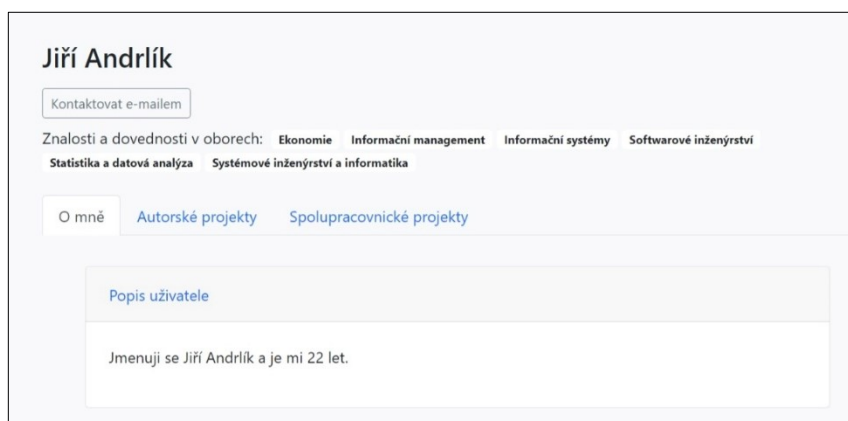 Jiří Andrlík
Kontaktovat e-mailem
Znalosti a dovednosti v oborech: Ekonomie Informační management Informační systémy Softwarové inženýrství
Statistika a datová analýza Systémové inženýrství a informatika
O mně Autorské projekty Spolupracovnické projekty
Popis uživatele
Jmenuji se Jiří Andrlík a je mi 22 let.